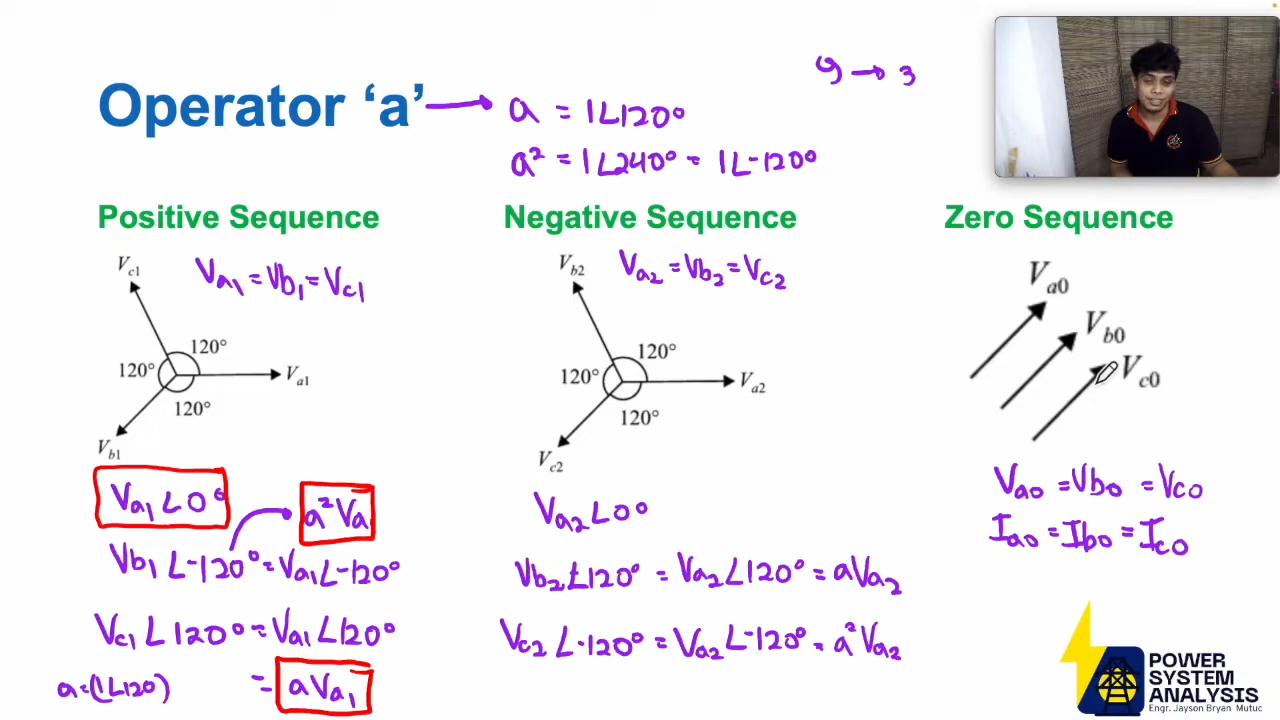 Operator ‘a’
a = 1∠120°
a² = 1∠240° = 1∠-120°
9 → 3
Positive Sequence
Va1 = Vb1 = Vc1
Vc1
120°
120°
Va1
120°
Vb1
Va1∠0°
a²Va
Vb1∠-120° = Va1∠-120°
Vc1∠120° = Va1∠120°
a=(1∠120)
= aVa1
Negative Sequence
Va2 = Vb2 = Vc2
Vb2
120°
120°
Va2
120°
Vc2
Va2∠0°
Vb2∠120° = Va2∠120° = aVa2
Vc2∠-120° = Va2∠-120° = a²Va2
Zero Sequence
Va0
Vb0
Vc0
Va0 = Vb0 = Vc0
Ia0 = Ib0 = Ic0
POWER
SYSTEM
ANALYSIS
Engr. Jayson Bryan Mutuc